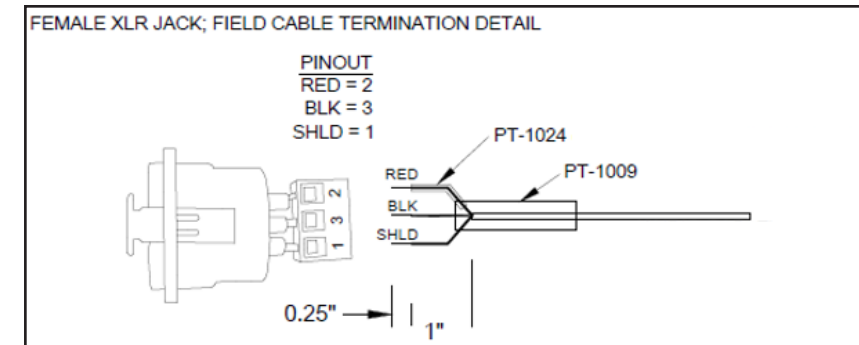 FEMALE XLR JACK; FIELD CABLE TERMINATION DETAIL
PINOUT
RED = 2
BLK = 3
SHLD = 1
PT-1024
PT-1009
RED
BLK
SHLD
2
3
1
0.25"
1"